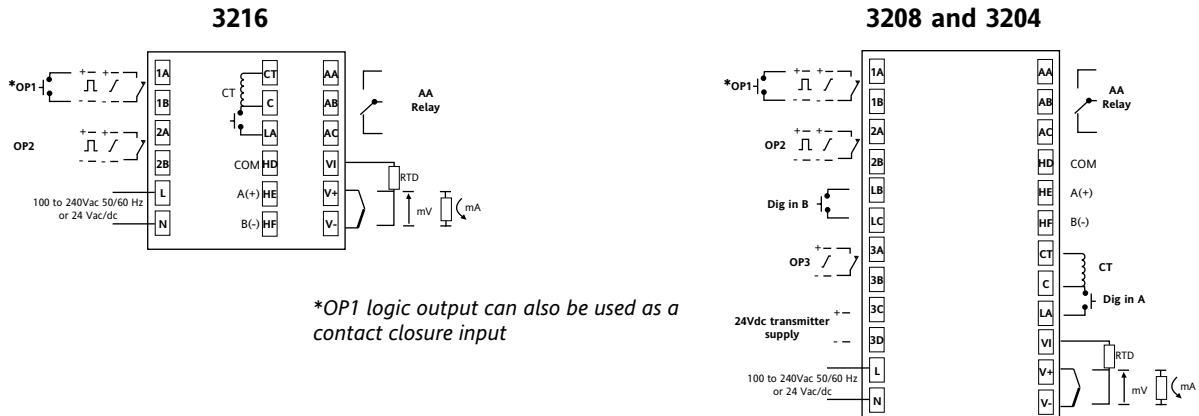 3216
*OP1
+ -
+ -
1A
1B
OP2
+ -
+ -
2A
2B
100 to 240Vac 50/60 Hz
or 24 Vac/dc
L
N
CT
CT
C
LA
COM HD
A(+) HE
B(-) HF
AA
AB
AC
AA
Relay
VI
V+
V-
RTD
mV
mA
*OP1 logic output can also be used as a
contact closure input
3208 and 3204
*OP1
+ -
+ -
1A
1B
OP2
+ -
+ -
2A
2B
Dig in B
LB
LC
OP3
+ -
3A
3B
24Vdc transmitter
supply
+ -
- -
3C
3D
100 to 240Vac 50/60 Hz
or 24 Vac/dc
L
N
AA
AB
AC
AA
Relay
HD COM
HE A(+)
HF B(-)
CT
C
LA
CT
Dig in A
VI
V+
V-
RTD
mV
mA